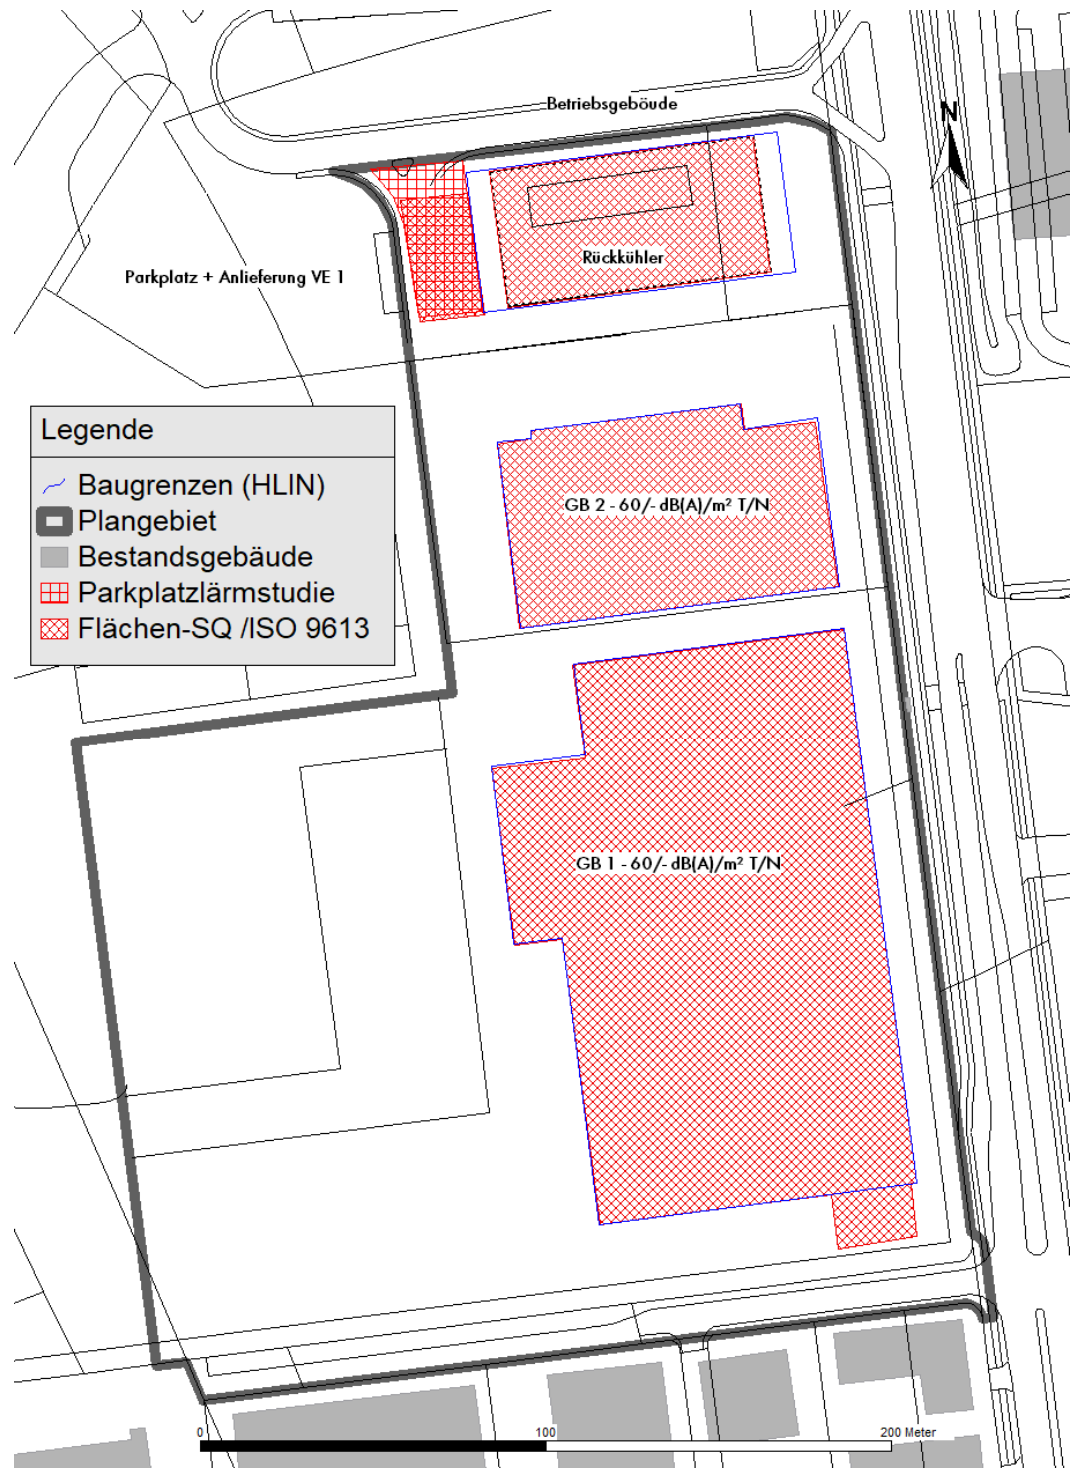 Betriebsgeböude
N
Rückkühler
Parkplatz + Anlieferung VE 1
Legende
Baugrenzen (HLIN)
Plangebiet
Bestandsgebäude
Parkplatzlärmstudie
Flächen-SQ /ISO 9613
GB 2 - 60/- dB(A)/m² T/N
GB 1 - 60/- dB(A)/m² T/N
0 100 200 Meter